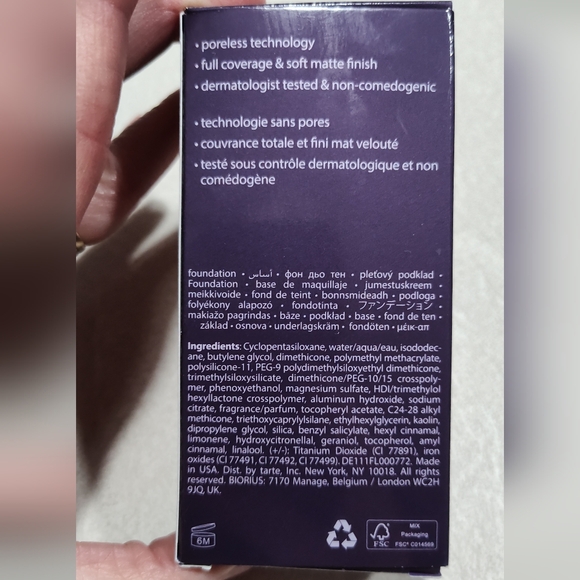 • poreless technology
• full coverage & soft matte finish
• dermatologist tested & non-comedogenic
• technologie sans pores
• couvrance totale et fini mat velouté
• testé sous contrôle dermatologique et non
comédogène
foundation • أساس • фон дьо тен • pleťový podklad •
Foundation • base de maquillaje • jumestuskreem •
meikkivoide • fond de teint • bonnsmideadh • podloga •
folyékony alapozó • fondotinta • ファンデーション •
makiažo pagrindas • bāze • podkład • base • fond de ten •
základ • osnova • underlagskräm • fondöten • μέικ-απ
Ingredients: Cyclopentasiloxane, water/aqua/eau, isododec-
ane, butylene glycol, dimethicone, polymethyl methacrylate,
polysilicone-11, PEG-9 polydimethylsiloxyethyl dimethicone,
trimethylsiloxysilicate, dimethicone/PEG-10/15 crosspoly-
mer, phenoxyethanol, magnesium sulfate, HDI/trimethylol
hexyllactone crosspolymer, aluminum hydroxide, sodium
citrate, fragrance/parfum, tocopheryl acetate, C24-28 alkyl
methicone, triethoxycaprylylsilane, ethylhexylglycerin, kaolin,
dipropylene glycol, silica, benzyl salicylate, hexyl cinnamal,
limonene, hydroxycitronellal, geraniol, tocopherol, amyl
cinnamal, linalool. (+/-): Titanium Dioxide (CI 77891), iron
oxides (CI 77491, CI 77492, CI 77499). DE111FL000772. Made
in USA. Dist. by tarte, Inc. New York, NY 10018. All rights
reserved. BIORIUS: 7170 Manage, Belgium / London WC2H
9JQ, UK.
6M
FSC
MIX
Packaging
FSC® C014569